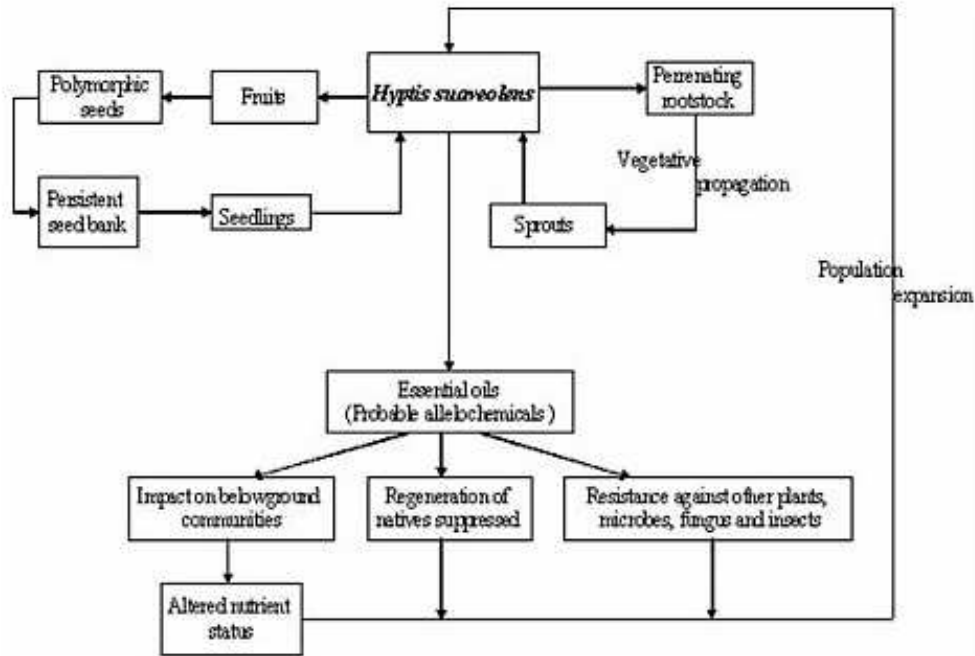 Polymorphic
seeds
Fruits
Hyptis suaveolens
Perrenating
rootstock
Vegetative
propagation
Persistent
seed bank
Seedlings
Sprouts
Population
expansion
Essential oils
(Probable allelochemicals )
Impact on belowground
communities
Regeneration of
natives suppressed
Resistance against other plants,
microbes, fungus and insects
Altered nutrient
status